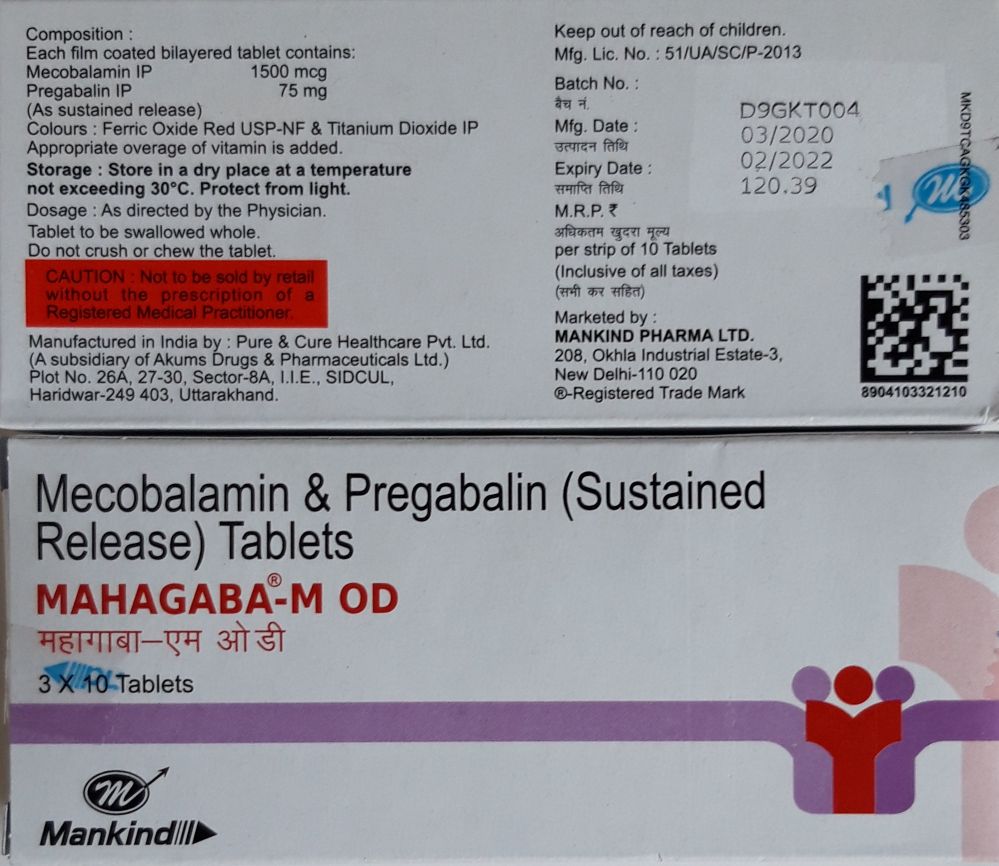 Composition :
Each film coated bilayered tablet contains:
Mecobalamin IP 1500 mcg
Pregabalin IP 75 mg
(As sustained release)
Colours : Ferric Oxide Red USP-NF & Titanium Dioxide IP
Appropriate overage of vitamin is added.
Storage : Store in a dry place at a temperature
not exceeding 30°C. Protect from light.
Dosage : As directed by the Physician.
Tablet to be swallowed whole.
Do not crush or chew the tablet.
CAUTION : Not to be sold by retail
without the prescription of a
Registered Medical Practitioner.
Manufactured in India by : Pure & Cure Healthcare Pvt. Ltd.
(A subsidiary of Akums Drugs & Pharmaceuticals Ltd.)
Plot No. 26A, 27-30, Sector-8A, I.I.E., SIDCUL,
Haridwar-249 403, Uttarakhand.
Keep out of reach of children.
Mfg. Lic. No. : 51/UA/SC/P-2013
Batch No. :
बैच नं.
D9GKT004
Mfg. Date :
03/2020
उत्पादन तिथि
Expiry Date :
02/2022
समाप्ति तिथि
120.39
M.R.P. ₹
अधिकतम खुदरा मूल्य
per strip of 10 Tablets
(Inclusive of all taxes)
(सभी कर सहित)
Marketed by :
MANKIND PHARMA LTD.
208, Okhla Industrial Estate-3,
New Delhi-110 020
®-Registered Trade Mark
m
8904103321210
Mecobalamin & Pregabalin (Sustained
Release) Tablets
MAHAGABA®-M OD
महागाबा–एम ओ डी
3 X 10 Tablets
m
Mankind